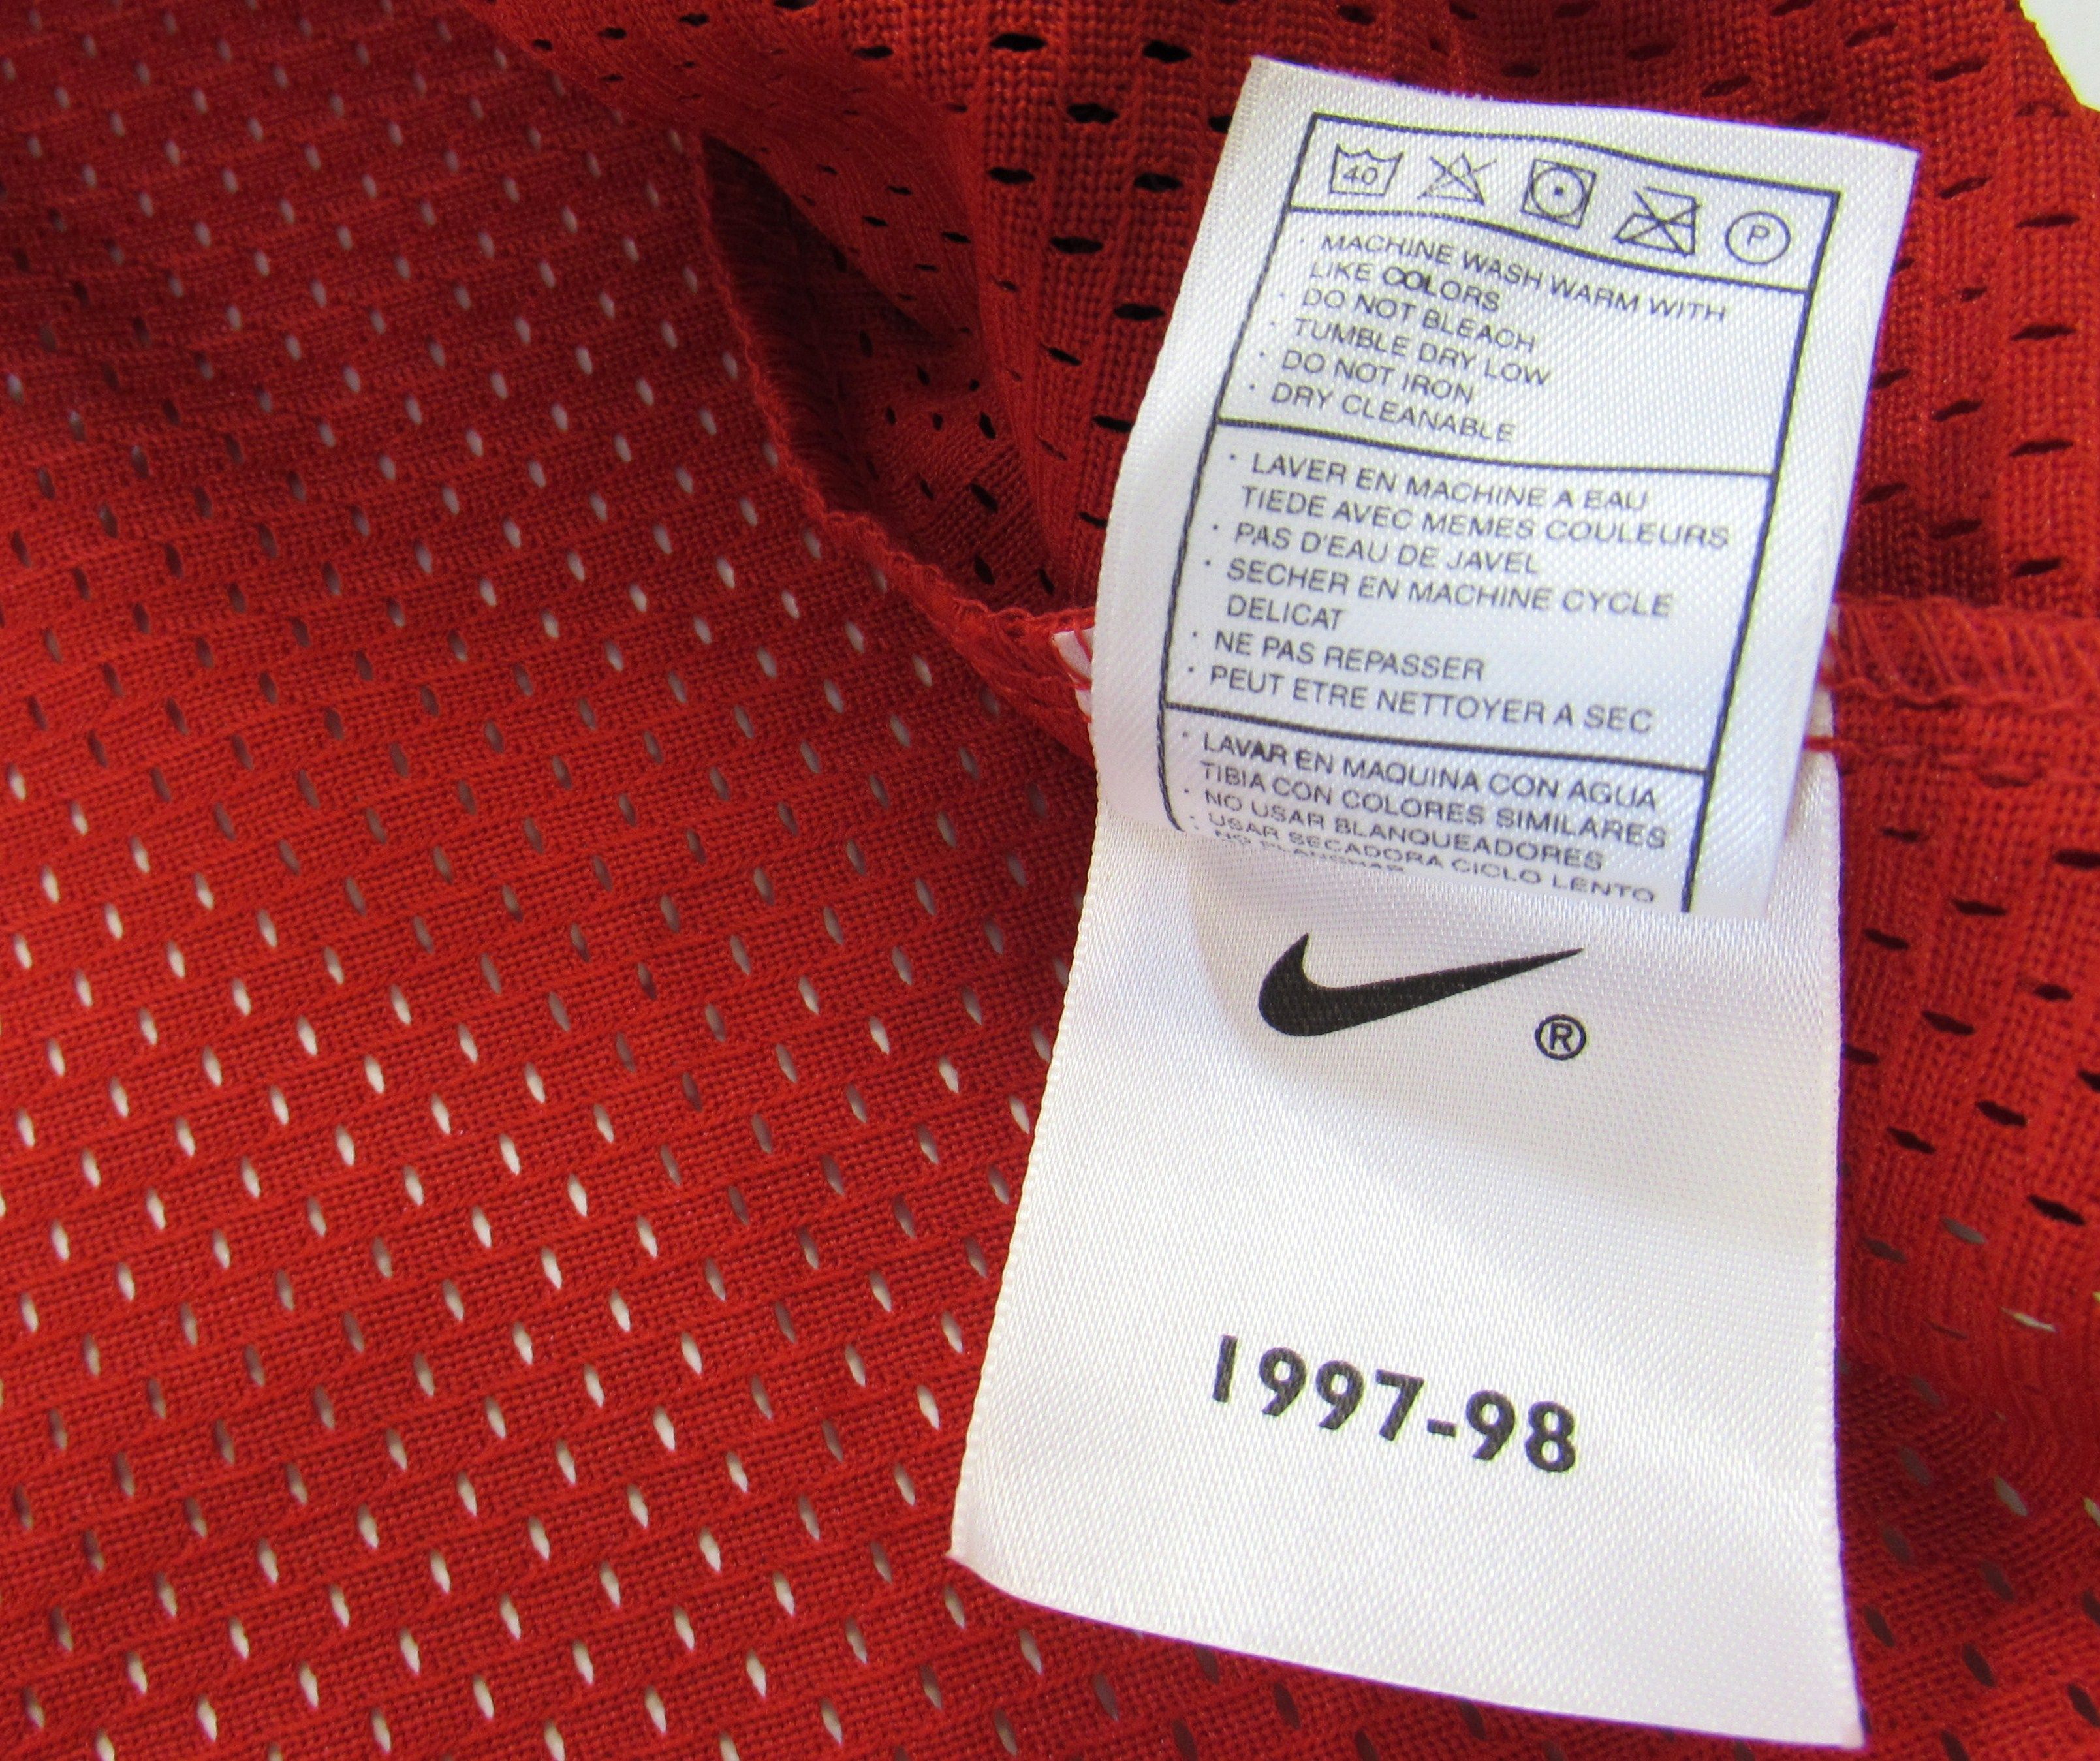 40
P
· MACHINE WASH WARM WITH
LIKE COLORS
· DO NOT BLEACH
· TUMBLE DRY LOW
· DO NOT IRON
· DRY CLEANABLE
· LAVER EN MACHINE A EAU
TIEDE AVEC MEMES COULEURS
· PAS D'EAU DE JAVEL
· SECHER EN MACHINE CYCLE
DELICAT
· NE PAS REPASSER
· PEUT ETRE NETTOYER A SEC
· LAVAR EN MAQUINA CON AGUA
TIBIA CON COLORES SIMILARES
· NO USAR BLANQUEADORES
· USAR SECADORA CICLO LENTO
· NO PLANCHAR
®
1997-98